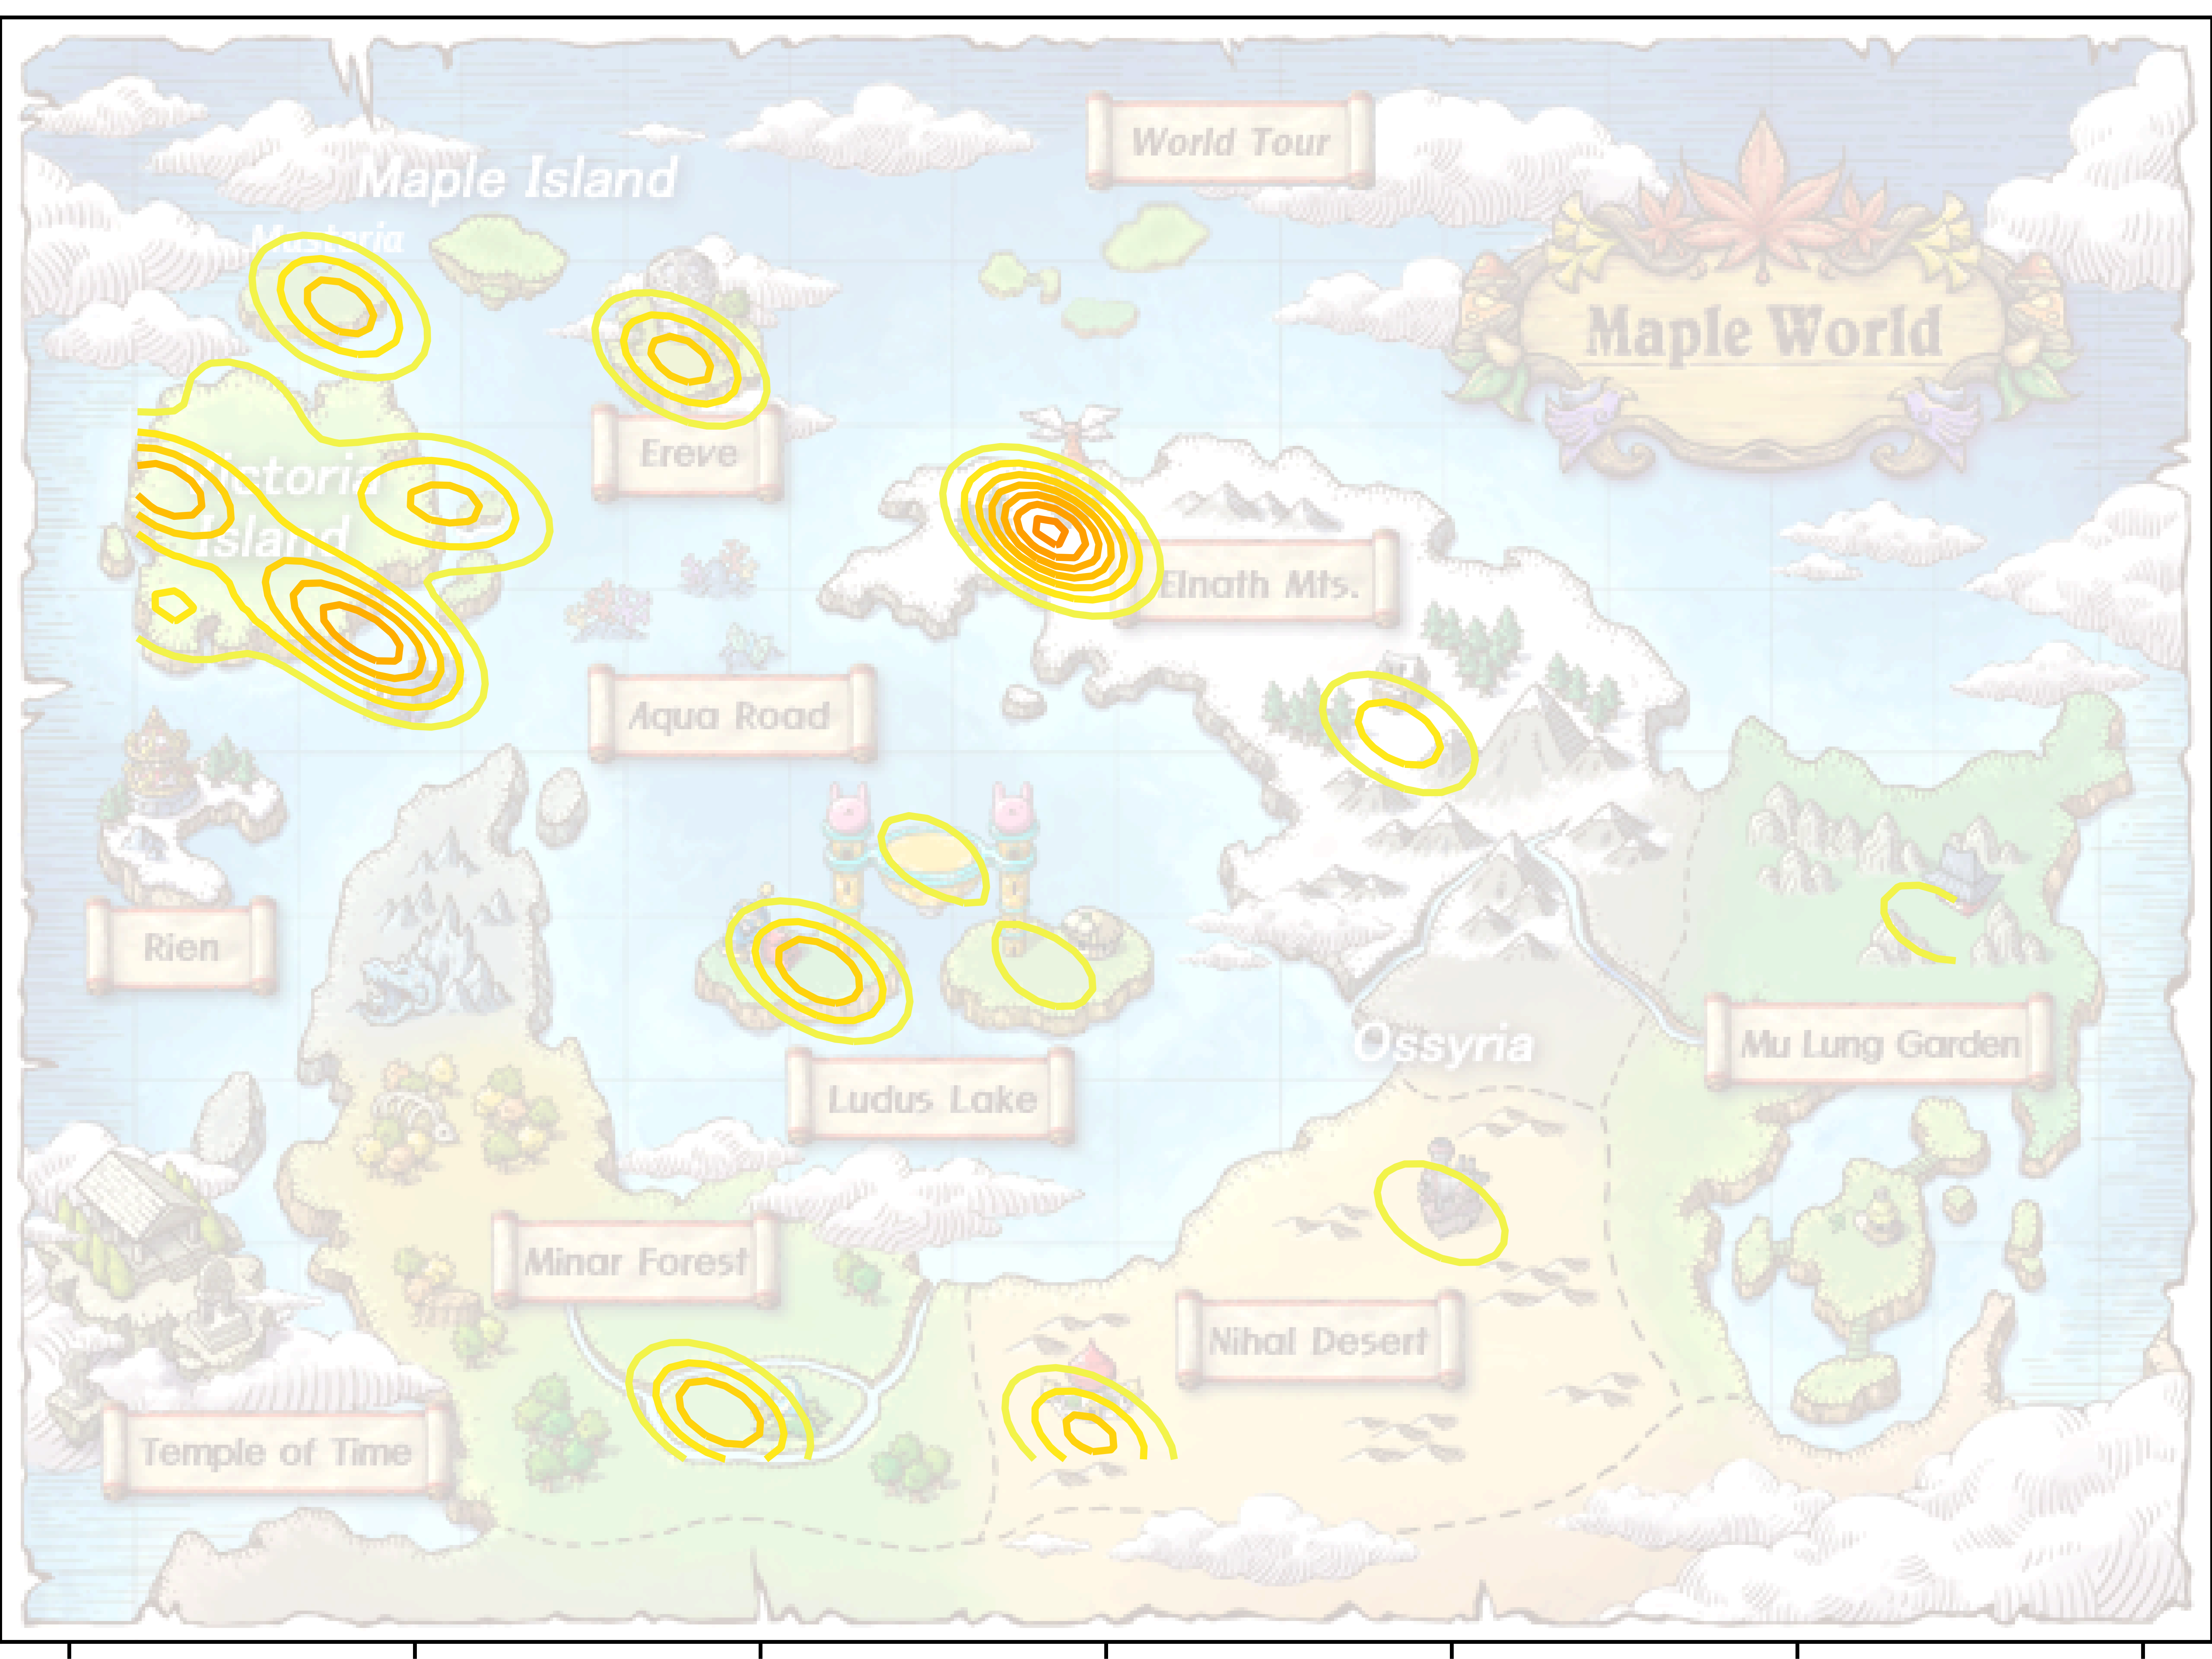 World Tour
Maple Island
Masteria
Maple World
Ereve
Victoria
Island
Elnath Mts.
Aqua Road
Rien
Ossyria
Mu Lung Garden
Ludus Lake
Minar Forest
Nihal Desert
Temple of Time